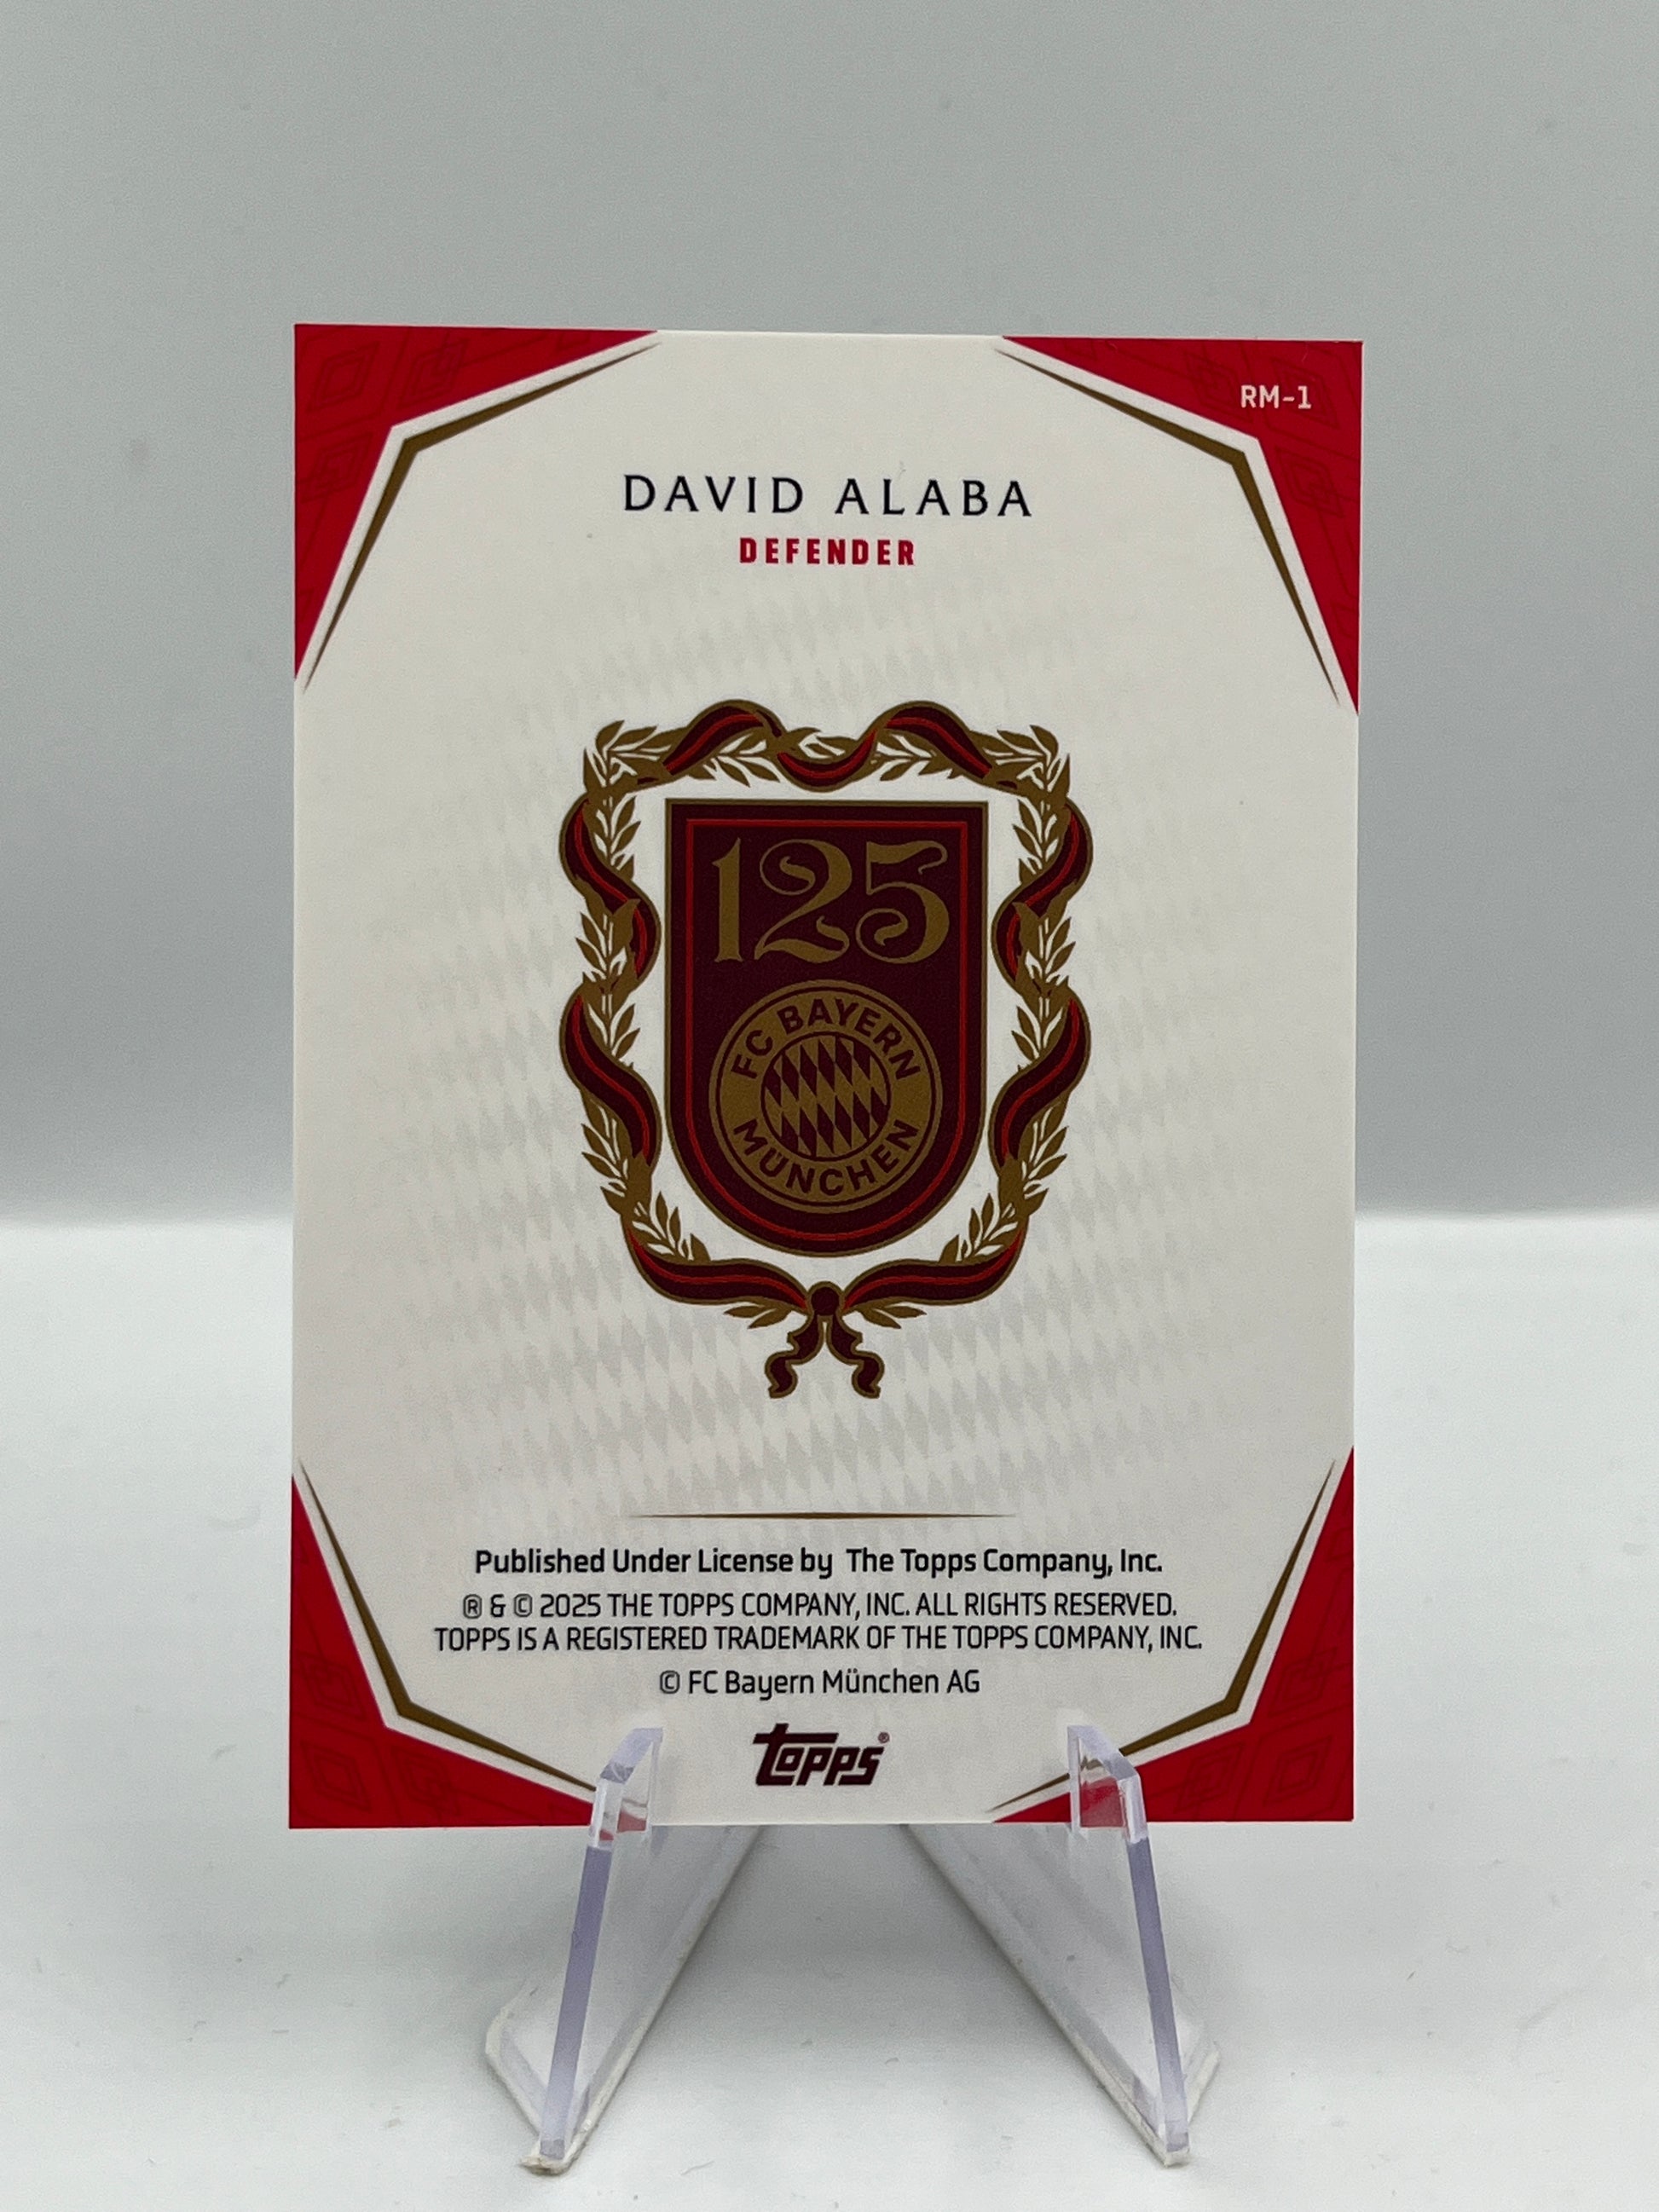 RM-1
DAVID ALABA
DEFENDER
125
FC BAYERN
MÜNCHEN
Published Under License by The Topps Company, Inc.
® & © 2025 THE TOPPS COMPANY, INC. ALL RIGHTS RESERVED.
TOPPS IS A REGISTERED TRADEMARK OF THE TOPPS COMPANY, INC.
© FC Bayern München AG
topps®